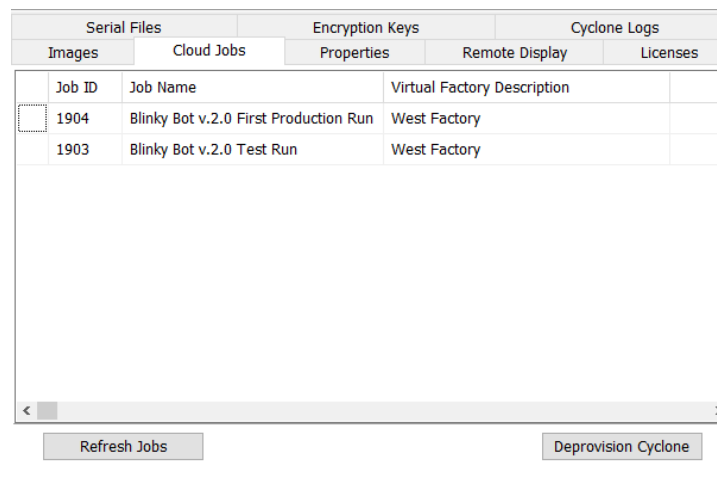 Serial Files Encryption Keys Cyclone Logs
Images Cloud Jobs Properties Remote Display Licenses
Job ID Job Name Virtual Factory Description
1904 Blinky Bot v.2.0 First Production Run West Factory
1903 Blinky Bot v.2.0 Test Run West Factory
Refresh Jobs Deprovision Cyclone